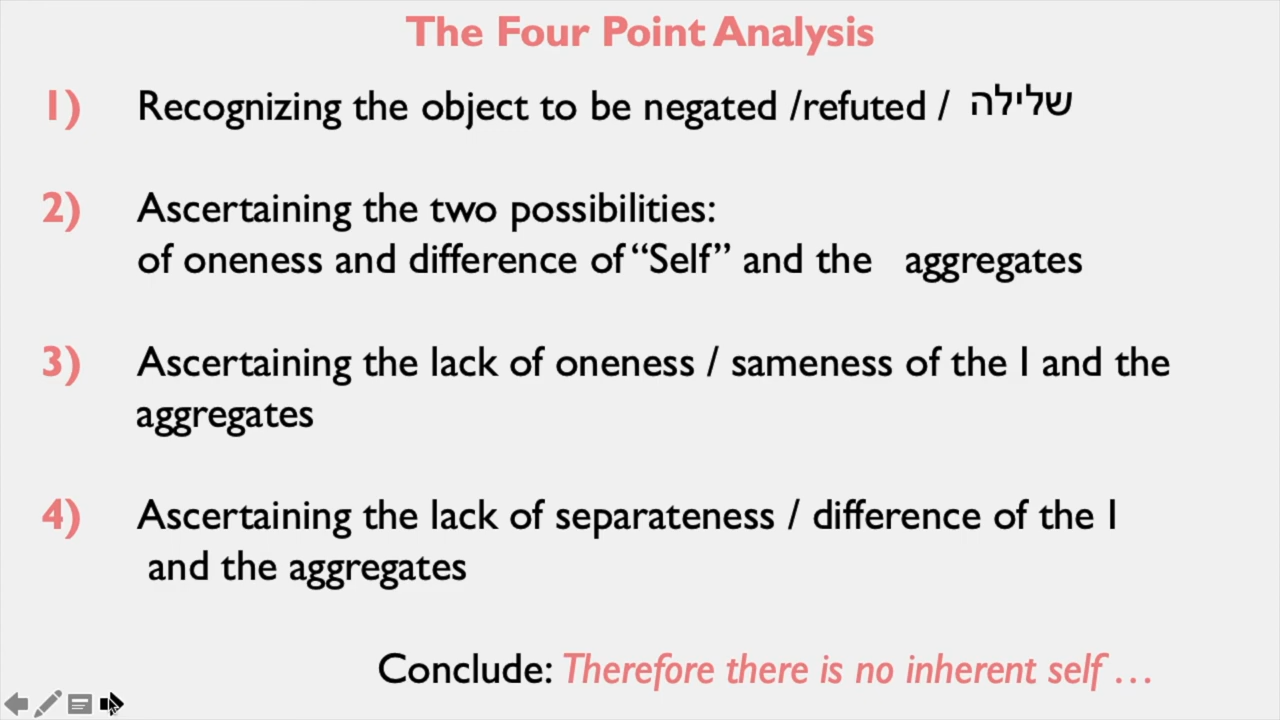 The Four Point Analysis
1) Recognizing the object to be negated /refuted / שלילה
2) Ascertaining the two possibilities:
of oneness and difference of “Self” and the aggregates
3) Ascertaining the lack of oneness / sameness of the I and the
aggregates
4) Ascertaining the lack of separateness / difference of the I
and the aggregates
Conclude: Therefore there is no inherent self …